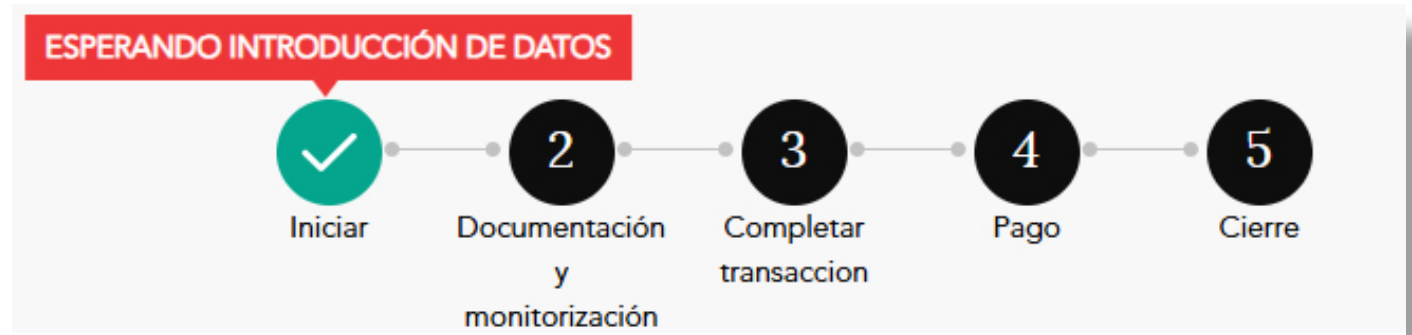 ESPERANDO INTRODUCCIÓN DE DATOS
2 3 4 5
Iniciar Documentación Completar Pago Cierre
y transaccion
monitorización